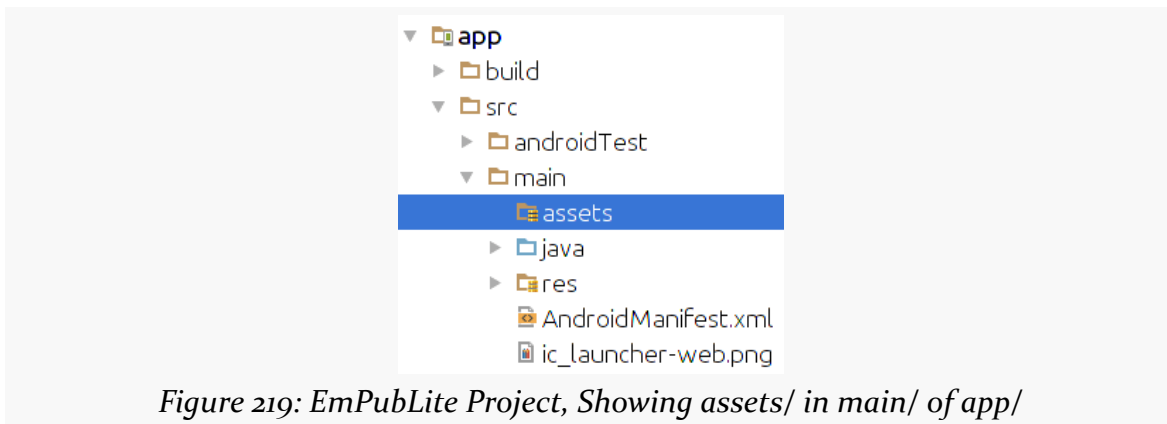 app
build
src
androidTest
main
assets
java
res
AndroidManifest.xml
ic_launcher-web.png
Figure 219: EmPubLite Project, Showing assets/ in main/ of app/